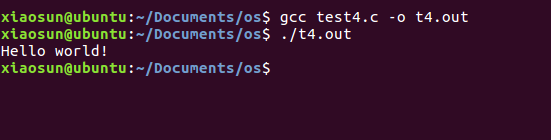 xiaosun@ubuntu:~/Documents/os$ gcc test4.c -o t4.out
xiaosun@ubuntu:~/Documents/os$ ./t4.out
Hello world!
xiaosun@ubuntu:~/Documents/os$